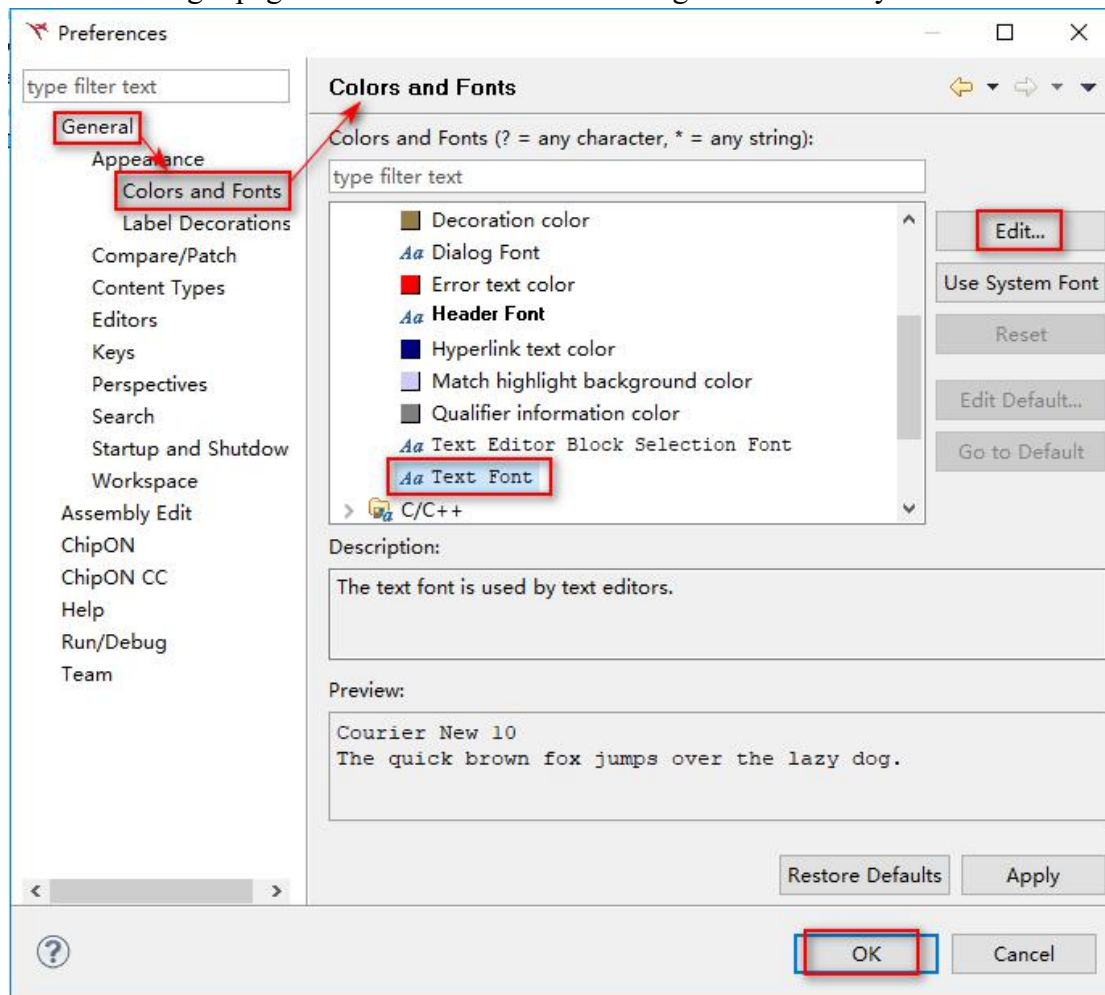 Preferences
type filter text
General
Appearance
Colors and Fonts
Label Decorations
Compare/Patch
Content Types
Editors
Keys
Perspectives
Search
Startup and Shutdow
Workspace
Assembly Edit
ChipON
ChipON CC
Help
Run/Debug
Team
Colors and Fonts
Colors and Fonts (? = any character, * = any string):
type filter text
Decoration color
Aa Dialog Font
Error text color
Aa Header Font
Hyperlink text color
Match highlight background color
Qualifier information color
Aa Text Editor Block Selection Font
Aa Text Font
C/C++
Edit...
Use System Font
Reset
Edit Default...
Go to Default
Description:
The text font is used by text editors.
Preview:
Courier New 10
The quick brown fox jumps over the lazy dog.
Restore Defaults
Apply
OK
Cancel